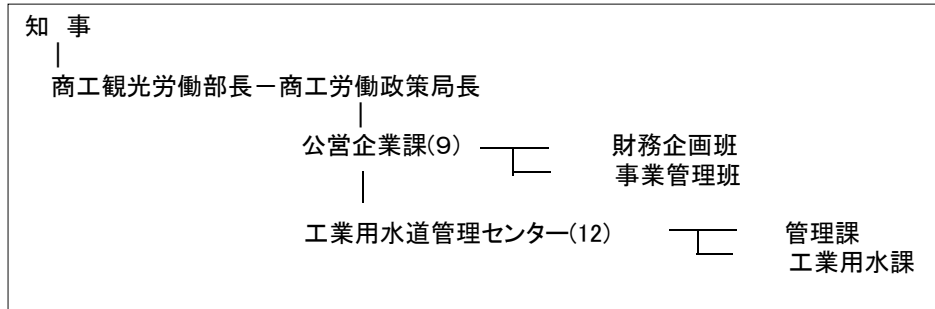 知 事
商工観光労働部長－商工労働政策局長
公営企業課(9) 財務企画班
事業管理班
工業用水道管理センター(12) 管理課
工業用水課